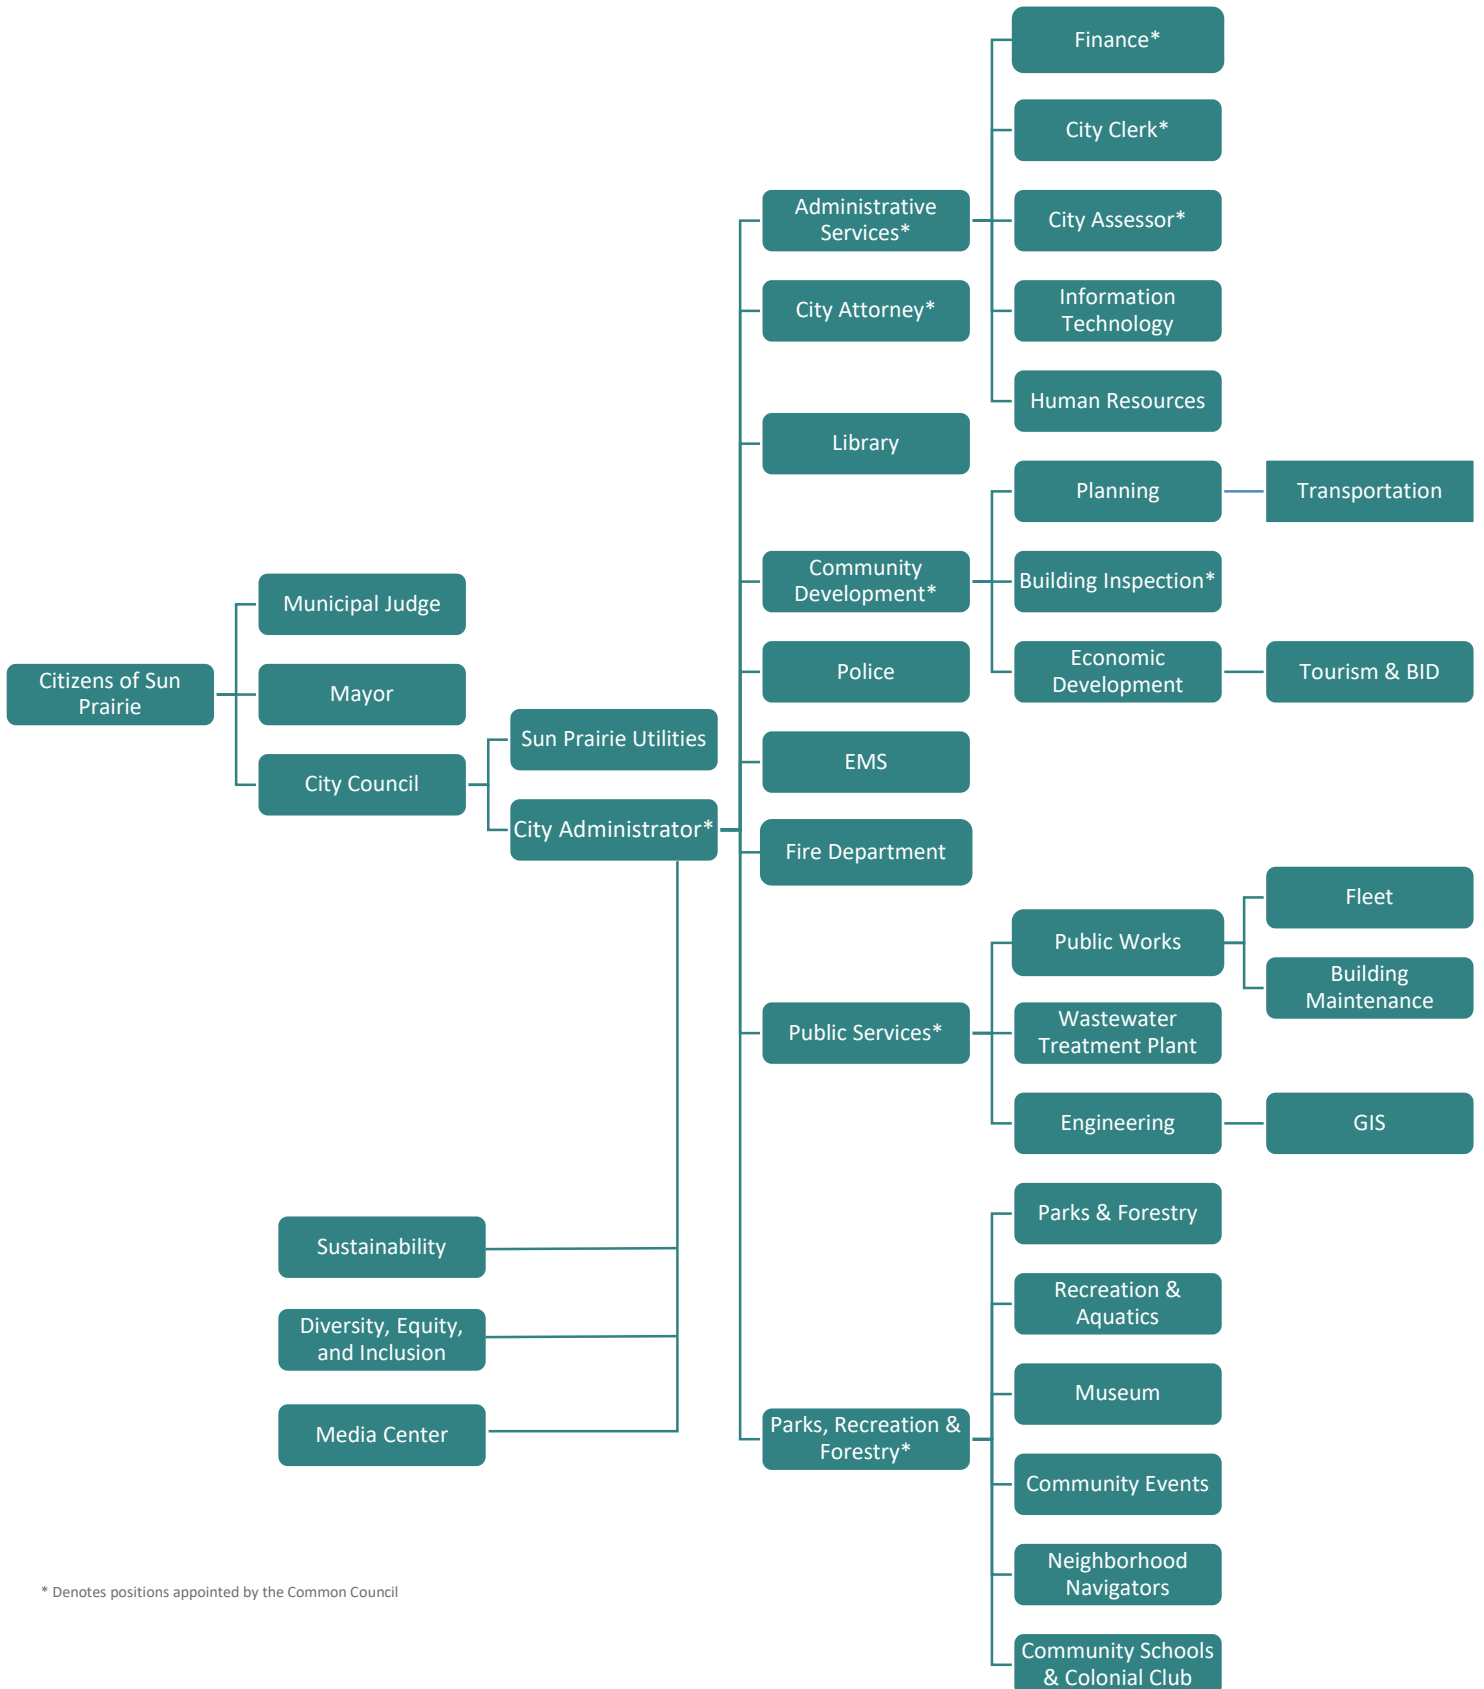 Finance*
City Clerk*
Administrative
Services*
City Assessor*
City Attorney*
Information
Technology
Human Resources
Library
Planning
Transportation
Community
Development*
Building Inspection*
Municipal Judge
Citizens of Sun
Prairie
Mayor
Police
Economic
Development
Tourism & BID
Sun Prairie Utilities
EMS
City Council
City Administrator*
Fire Department
Fleet
Public Works
Building
Maintenance
Public Services*
Wastewater
Treatment Plant
Engineering
GIS
Parks & Forestry
Sustainability
Recreation &
Aquatics
Diversity, Equity,
and Inclusion
Museum
Media Center
Parks, Recreation &
Forestry*
Community Events
Neighborhood
Navigators
* Denotes positions appointed by the Common Council
Community Schools
& Colonial Club